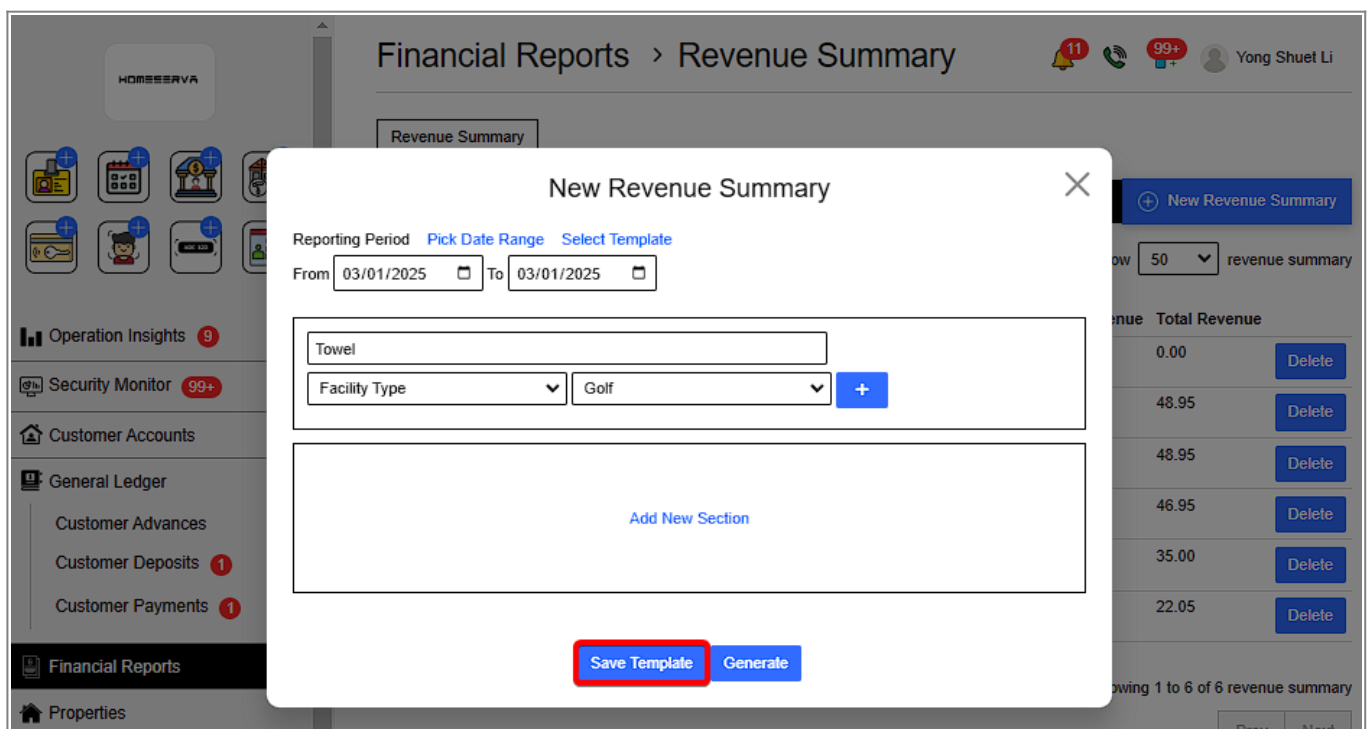 HOMESERVA
Financial Reports > Revenue Summary
11
99+
Yong Shuet Li
Revenue Summary
New Revenue Summary
New Revenue Summary
Reporting Period Pick Date Range Select Template
From 03/01/2025 To 03/01/2025
50 revenue summary
Total Revenue
Operation Insights 9
Towel
0.00 Delete
Security Monitor 99+
Facility Type Golf +
48.95 Delete
Customer Accounts
48.95 Delete
General Ledger
Customer Advances
Add New Section
46.95 Delete
Customer Deposits 1
35.00 Delete
Customer Payments 1
22.05 Delete
Financial Reports
Save Template Generate
1 to 6 of 6 revenue summary
Properties